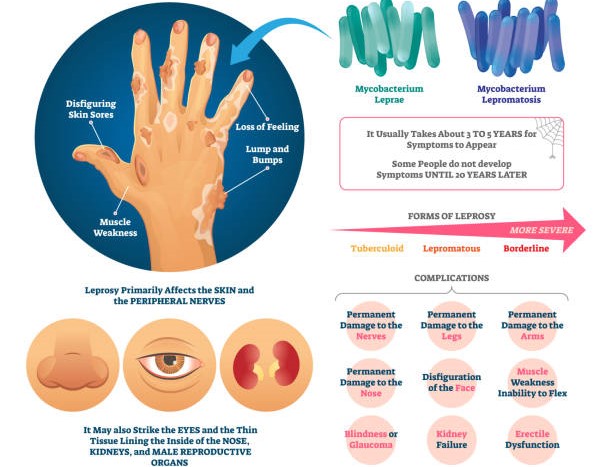 Disfiguring
Skin Sores
Loss of Feeling
Lump and
Bumps
Muscle
Weakness
Leprosy Primarily Affects the SKIN and
the PERIPHERAL NERVES
It May also Strike the EYES and the Thin
Tissue Lining the Inside of the NOSE,
KIDNEYS, and MALE REPRODUCTIVE
ORGANS
Mycobacterium
Leprae
Mycobacterium
Lepromatosis
It Usually Takes About 3 TO 5 YEARS for
Symptoms to Appear
Some People do not develop
Symptoms UNTIL 20 YEARS LATER
FORMS OF LEPROSY
MORE SEVERE
Tuberculoid
Lepromatous
Borderline
COMPLICATIONS
Permanent
Damage to the
Nerves
Permanent
Damage to the
Legs
Permanent
Damage to the
Arms
Permanent
Damage to the
Nose
Disfiguration
of the Face
Muscle
Weakness
Inability to Flex
Blindness or
Glaucoma
Kidney
Failure
Erectile
Dysfunction